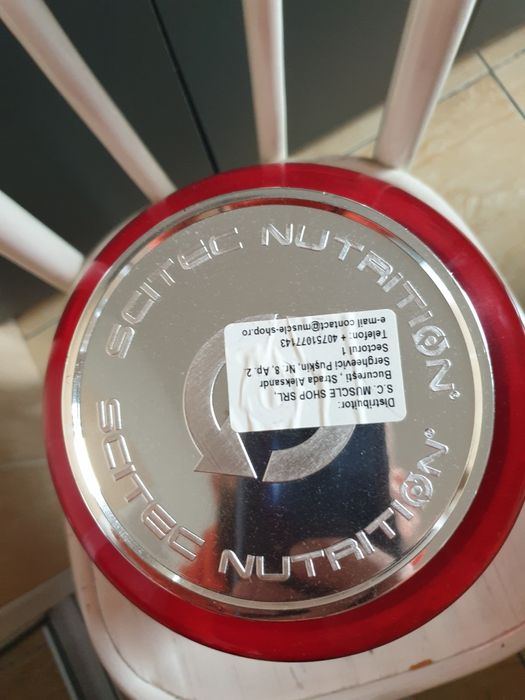 SCITEC NUTRITION®
Distribuitor:
S.C. MUSCLE SHOP SRL,
București, Strada Aleksandr
Sergheevici Pușkin, Nr. 8, Ap.2
Sectorul 1
Telefon: + 4075177143
e-mail contact@muscle-shop.ro
SCITEC NUTRITION®